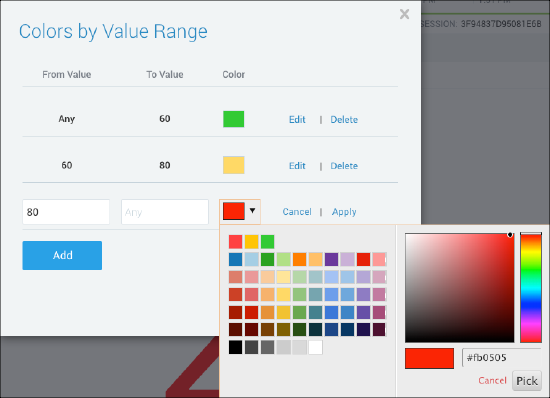 Colors by Value Range
x
SESSION: 3F94837D95081E6B
From Value To Value Color
Any 60 Edit | Delete
60 80 Edit | Delete
80 Any Cancel | Apply
Add
#fb0505
Cancel Pick